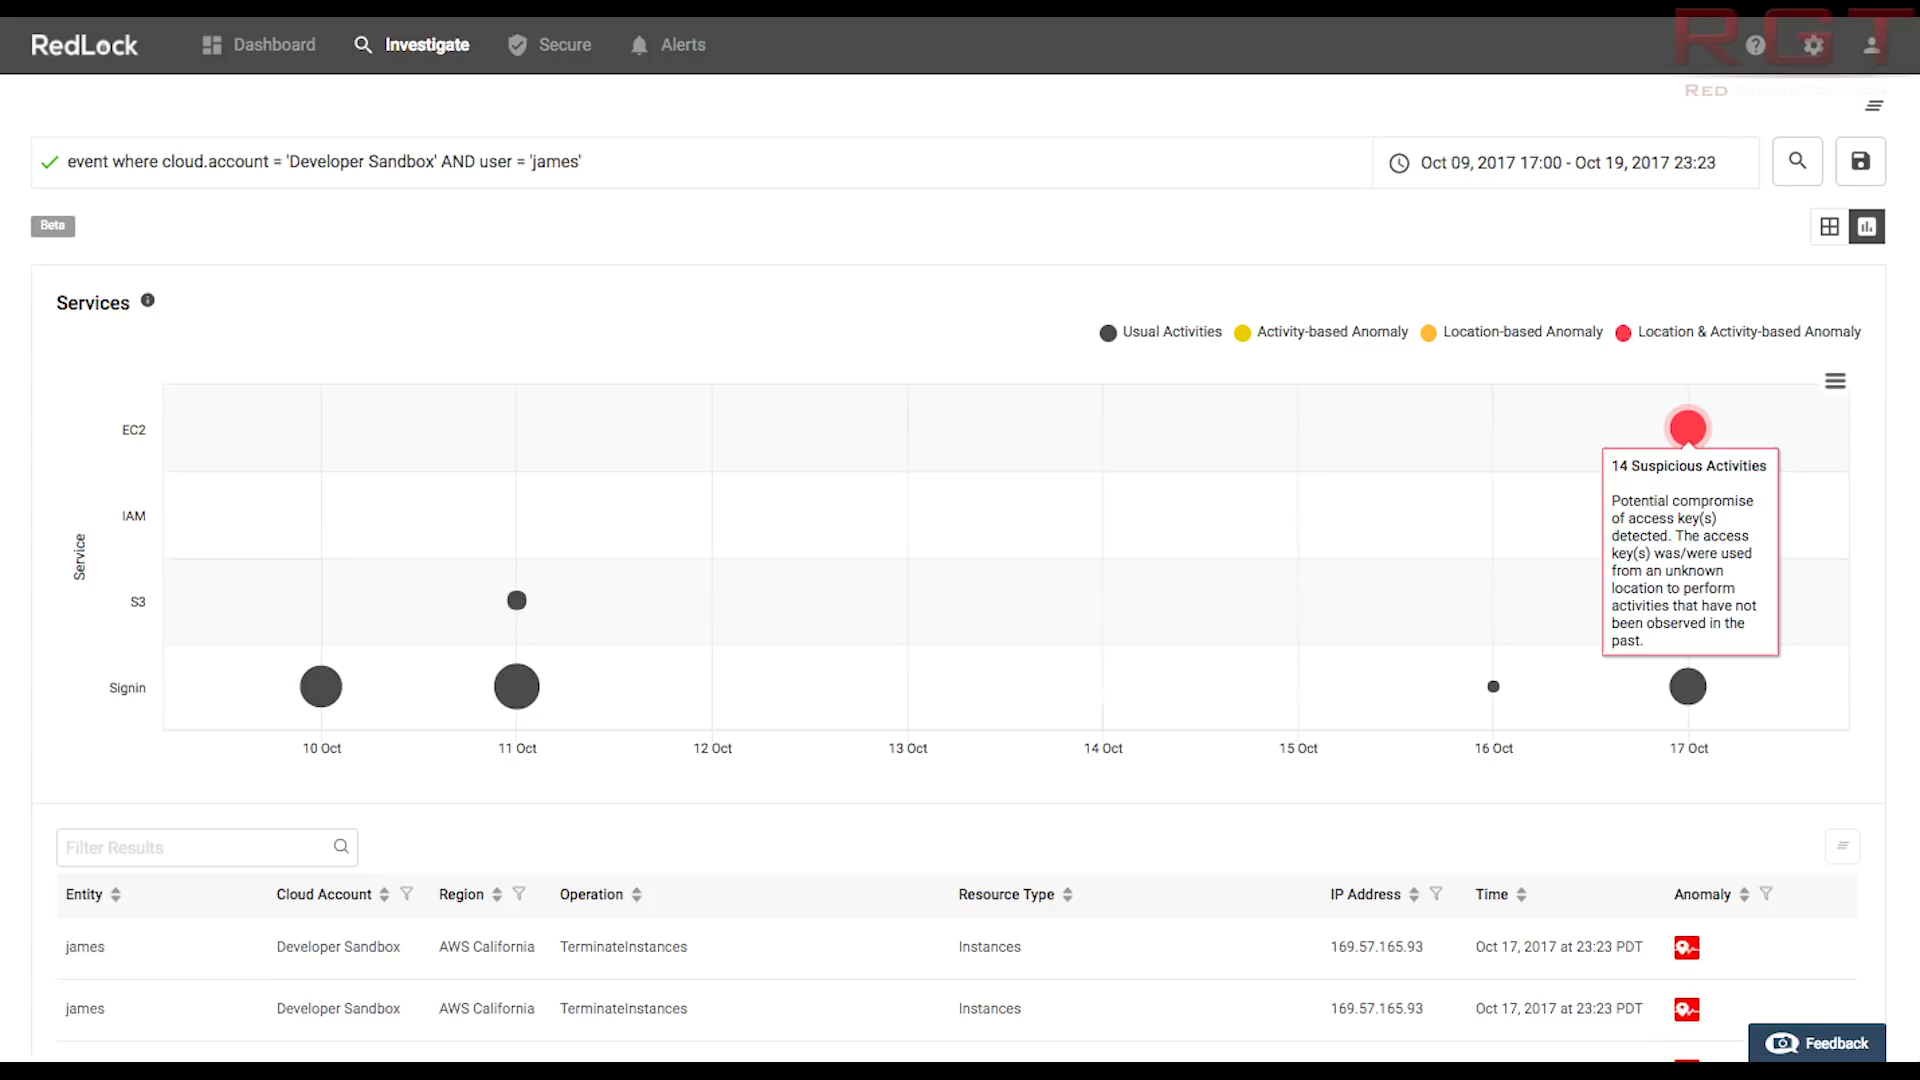 RedLock
Dashboard
Investigate
Secure
Alerts
RGT
RED
event where cloud.account = 'Developer Sandbox' AND user = 'james'
Oct 09, 2017 17:00 - Oct 19, 2017 23:23
Beta
Services
Usual Activities
Activity-based Anomaly
Location-based Anomaly
Location & Activity-based Anomaly
Service
EC2
IAM
S3
Signin
14 Suspicious Activities
Potential compromise
of access key(s)
detected. The access
key(s) was/were used
from an unknown
location to perform
activities that have not
been observed in the
past.
10 Oct
11 Oct
12 Oct
13 Oct
14 Oct
15 Oct
16 Oct
17 Oct
Filter Results
Entity Cloud Account Region Operation Resource Type IP Address Time Anomaly
james Developer Sandbox AWS California TerminateInstances Instances 169.57.165.93 Oct 17, 2017 at 23:23 PDT
james Developer Sandbox AWS California TerminateInstances Instances 169.57.165.93 Oct 17, 2017 at 23:23 PDT
Feedback